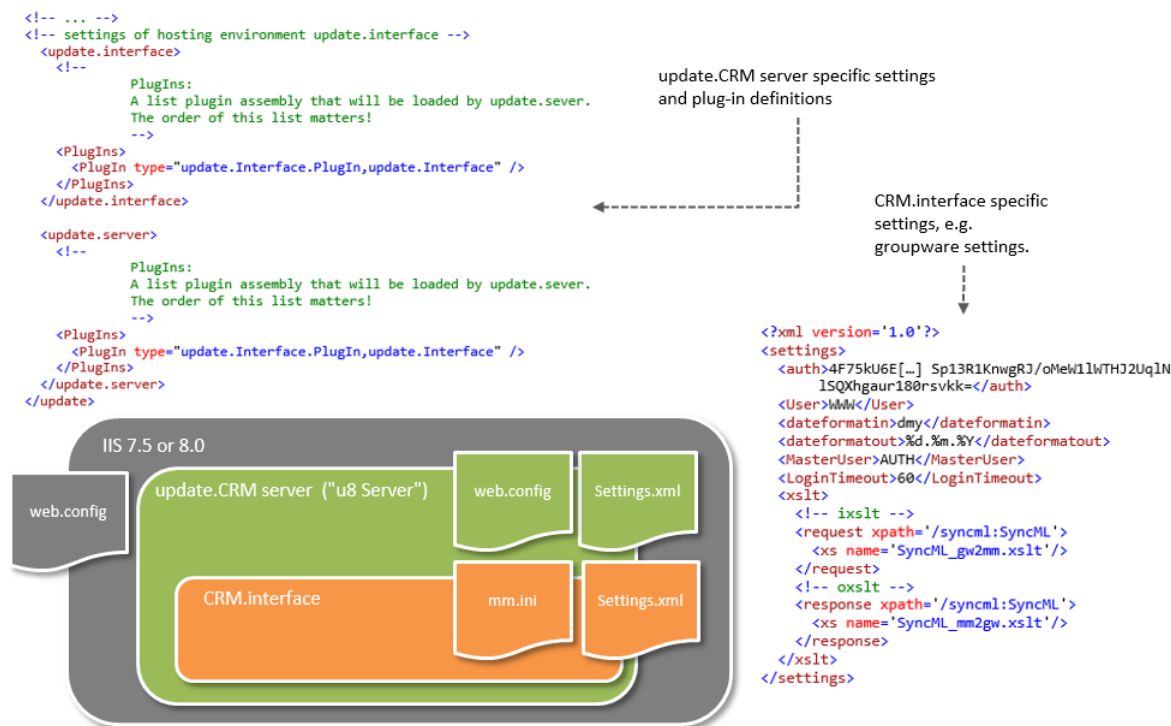 <!-- ... -->
<!-- settings of hosting environment update.interface -->
<update.interface>
<!--
PlugIns:
A list plugin assembly that will be loaded by update.sever.
The order of this list matters!
-->
<PlugIns>
<PlugIn type="update.Interface.PlugIn,update.Interface" />
</PlugIns>
</update.interface>
<update.server>
<!--
PlugIns:
A list plugin assembly that will be loaded by update.sever.
The order of this list matters!
-->
<PlugIns>
<PlugIn type="update.Interface.PlugIn,update.Interface" />
</PlugIns>
</update.server>
</update>
update.CRM server specific settings
and plug-in definitions
CRM.interface specific
settings, e.g.
groupware settings.
<?xml version='1.0'?>
<settings>
<auth>4F75kU6E[…] Sp13R1KnwgRJ/oMeW1lWTHJ2UqlN
lSQXhgaur180rsvkk=</auth>
<User>WWW</User>
<dateformatin>dmy</dateformatin>
<dateformatout>%d.%m.%Y</dateformatout>
<MasterUser>AUTH</MasterUser>
<LoginTimeout>60</LoginTimeout>
<xslt>
<!-- ixslt -->
<request xpath='/syncml:SyncML'>
<xs name='SyncML_gw2mm.xslt'/>
</request>
<!-- oxslt -->
<response xpath='/syncml:SyncML'>
<xs name='SyncML_mm2gw.xslt'/>
</response>
</xslt>
</settings>
IIS 7.5 or 8.0
web.config
update.CRM server ("u8 Server")
web.config
Settings.xml
CRM.interface
mm.ini
Settings.xml